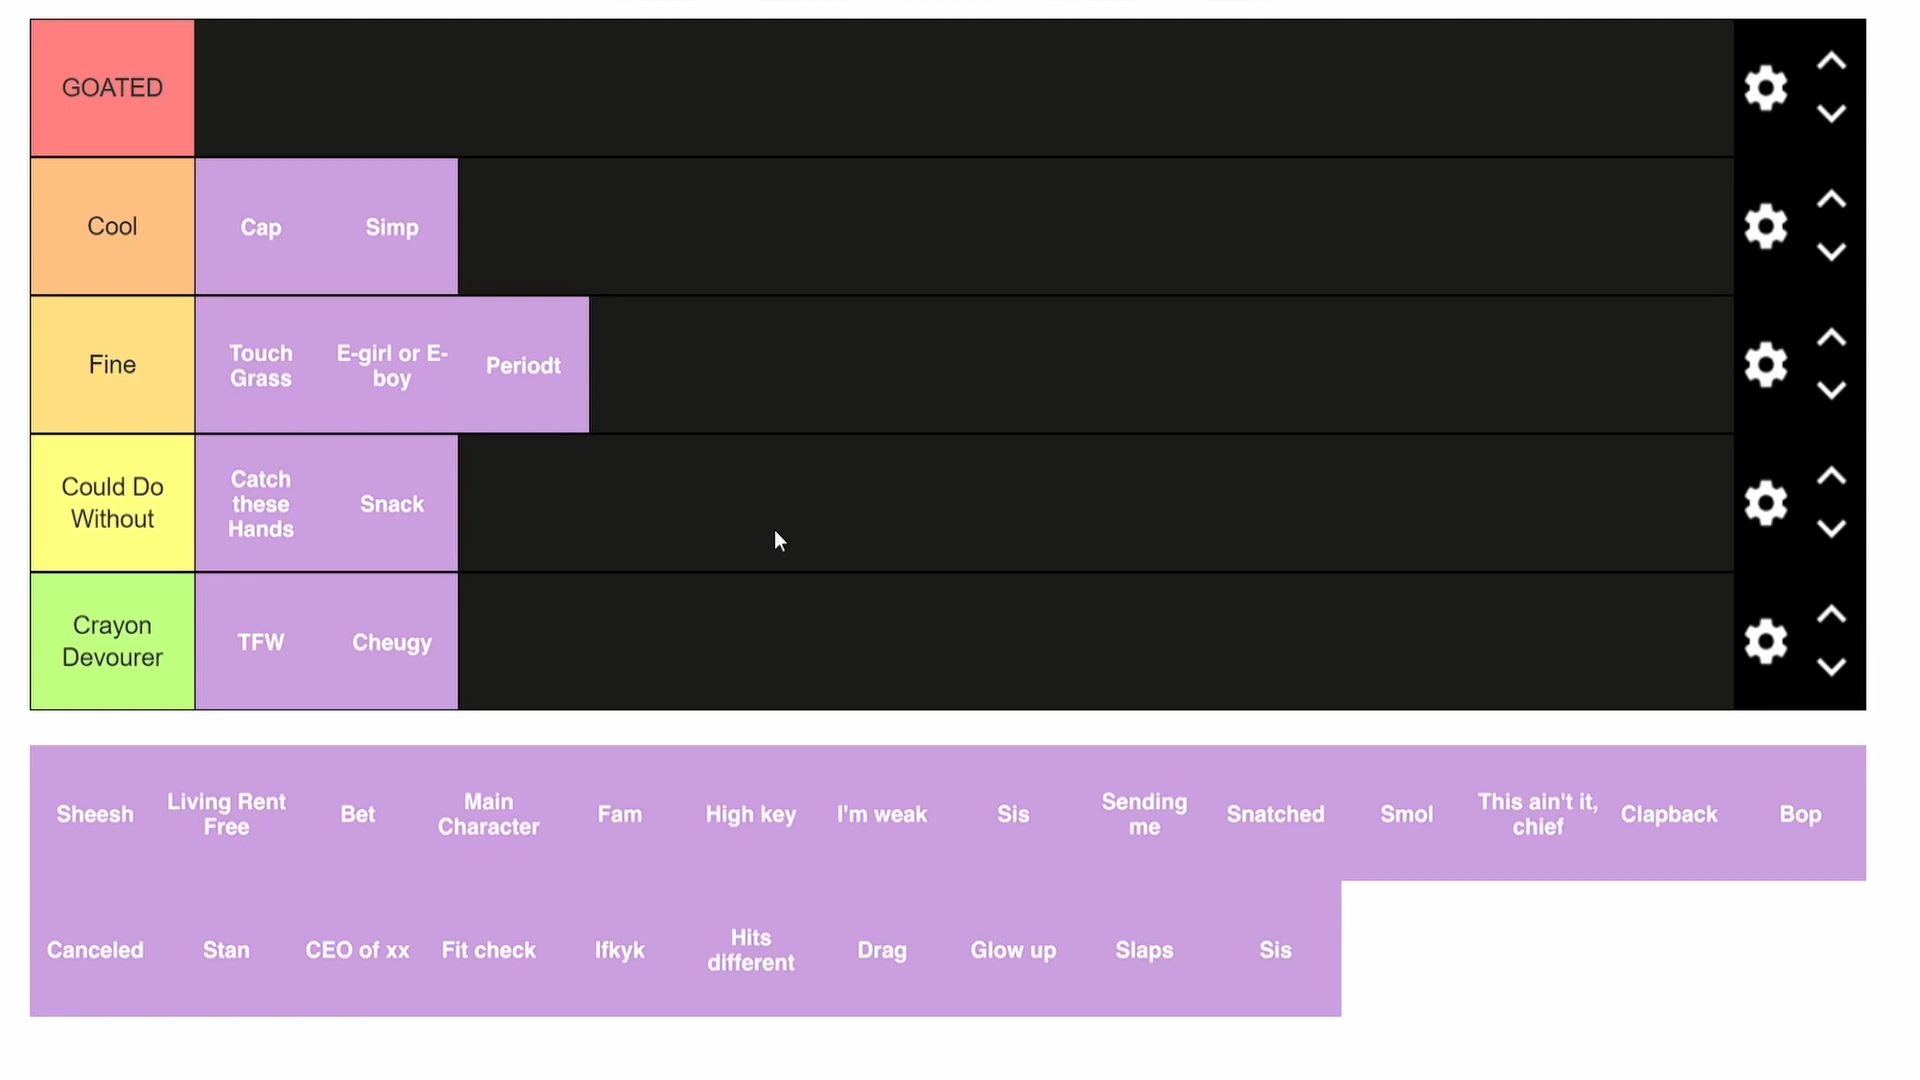 GOATED
Cool
Cap
Simp
Fine
Touch
Grass
E-girl or E-
boy
Periodt
Could Do
Without
Catch
these
Hands
Snack
Crayon
Devourer
TFW
Cheugy
Sheesh
Living Rent
Free
Bet
Main
Character
Fam
High key
I'm weak
Sis
Sending
me
Snatched
Smol
This ain't it,
chief
Clapback
Bop
Canceled
Stan
CEO of xx
Fit check
Ifkyk
Hits
different
Drag
Glow up
Slaps
Sis